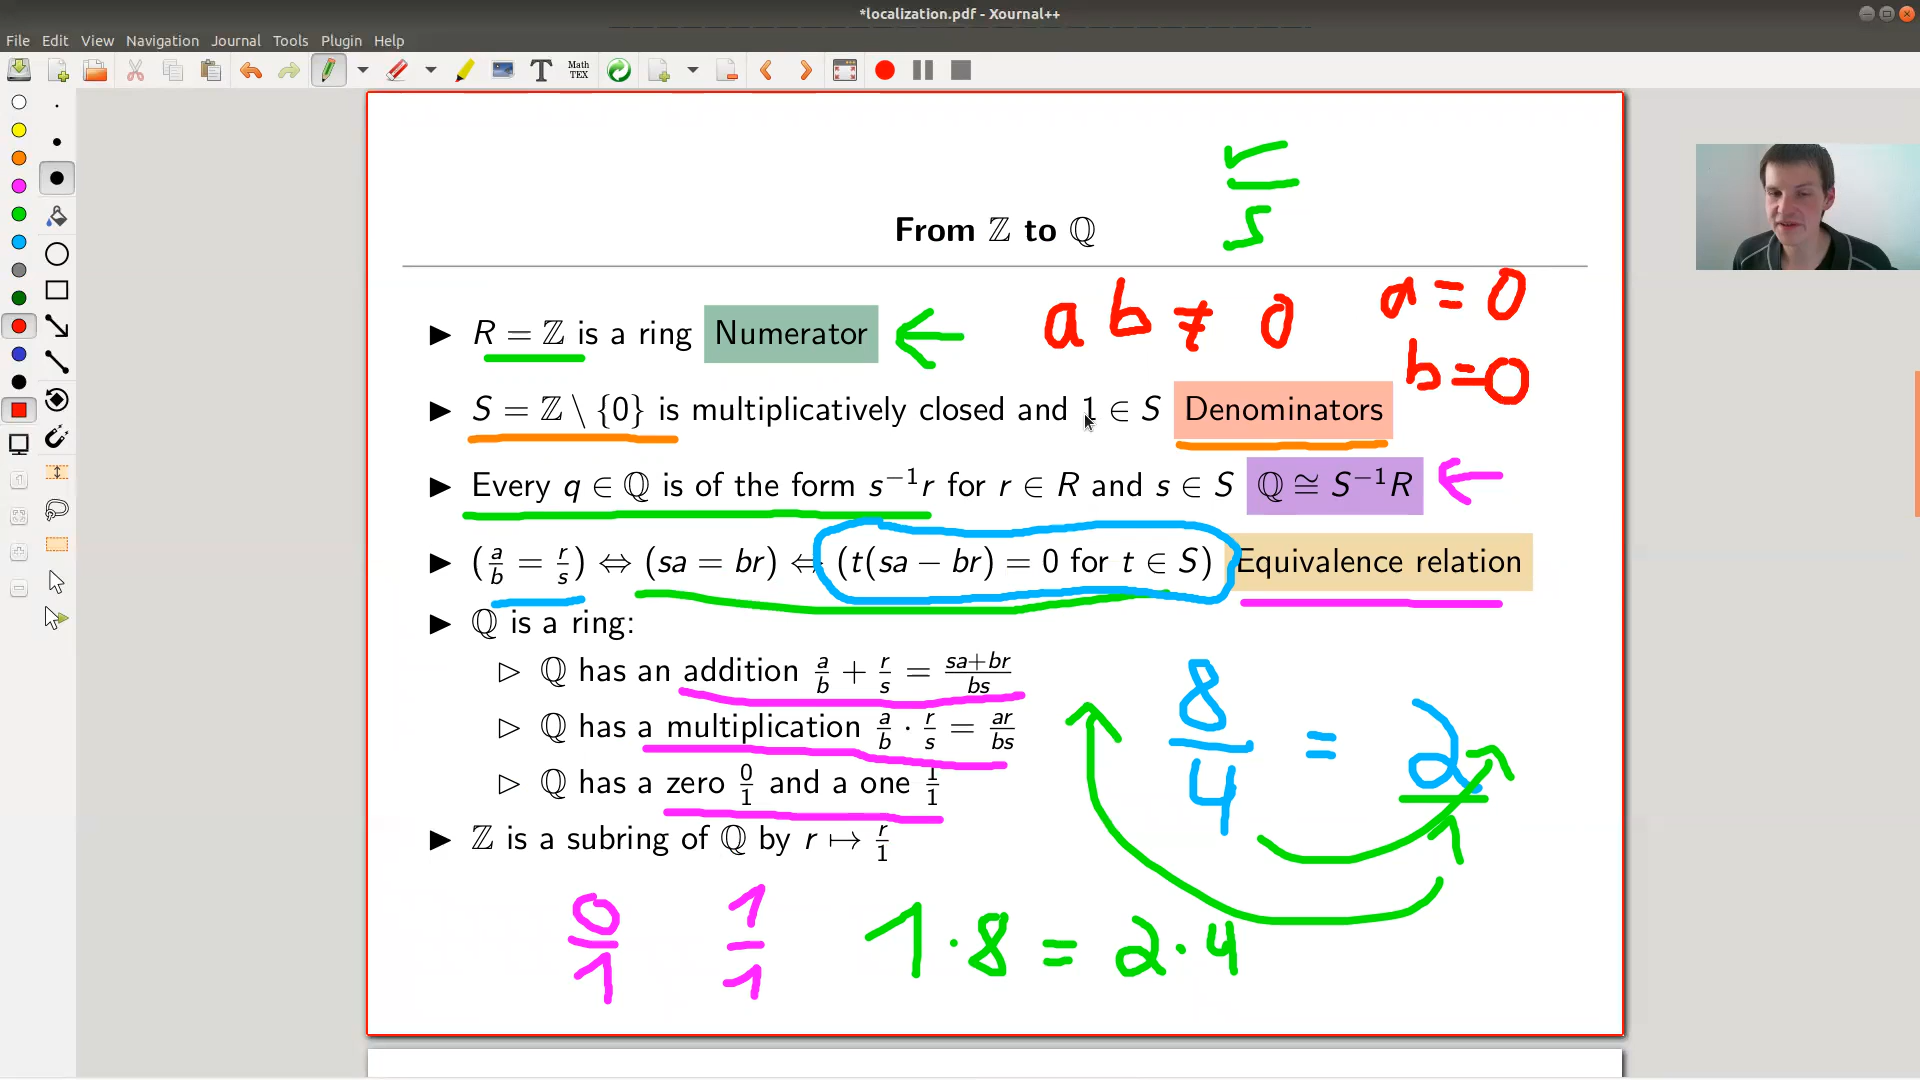 *localization.pdf - Xournal++
File Edit View Navigation Journal Tools Plugin Help
Math TEX
r/s
From ℤ to ℚ
ab ≠ 0
a = 0
b = 0
▶ R = ℤ is a ring Numerator ←
▶ S = ℤ \ {0} is multiplicatively closed and 1 ∈ S Denominators
▶ Every q ∈ ℚ is of the form s⁻¹r for r ∈ R and s ∈ S ℚ ≅ S⁻¹R ←
▶ (a/b = r/s) ⇔ (sa = br) ⇔ (t(sa − br) = 0 for t ∈ S) Equivalence relation
▶ ℚ is a ring:
▷ ℚ has an addition a/b + r/s = sa+br/bs
▷ ℚ has a multiplication a/b · r/s = ar/bs
▷ ℚ has a zero 0/1 and a one 1/1
▶ ℤ is a subring of ℚ by r ↦ r/1
8/4 = 2/1
0/1 1/1 1·8 = 2·4